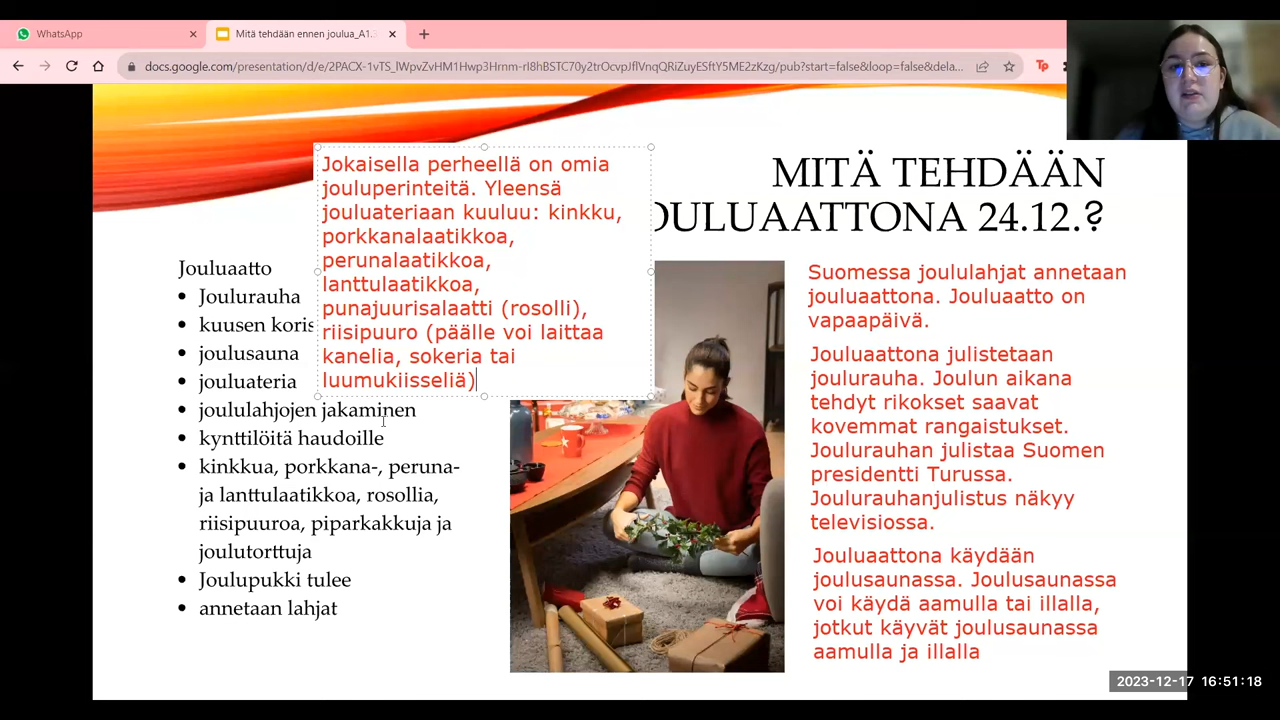 WhatsApp
Mitä tehdään ennen joulua_A1.
docs.google.com/presentation/d/e/2PACX-1vTS_lWpvZvHM1Hwp3Hrnm-rl8hBSTC70y2trOcvpJflVnqQRiZuyESftY5ME2zKzg/pub?start=false&loop=false&dela...
Tp
MITÄ TEHDÄÄN
OULUAATTONA 24.12.?
Jokaisella perheellä on omia
jouluperinteitä. Yleensä
jouluateriaan kuuluu: kinkku,
porkkanalaatikkoa,
perunalaatikkoa,
lanttulaatikkoa,
punajuurisalaatti (rosolli),
riisipuuro (päälle voi laittaa
kanelia, sokeria tai
luumukiisseliä)
Jouluaatto
• Joulurauha
• kuusen koris
• joulusauna
• jouluateria
• joululahjojen jakaminen
• kynttilöitä haudoille
• kinkkua, porkkana-, peruna-
ja lanttulaatikkoa, rosollia,
riisipuuroa, piparkakkuja ja
joulutorttuja
• Joulupukki tulee
• annetaan lahjat
Suomessa joululahjat annetaan
jouluaattona. Jouluaatto on
vapaapäivä.
Jouluaattona julistetaan
joulurauha. Joulun aikana
tehdyt rikokset saavat
kovemmat rangaistukset.
Joulurauhan julistaa Suomen
presidentti Turussa.
Joulurauhanjulistus näkyy
televisiossa.
Jouluaattona käydään
joulusaunassa. Joulusaunassa
voi käydä aamulla tai illalla,
jotkut käyvät joulusaunassa
aamulla ja illalla
2023-12-17 16:51:18